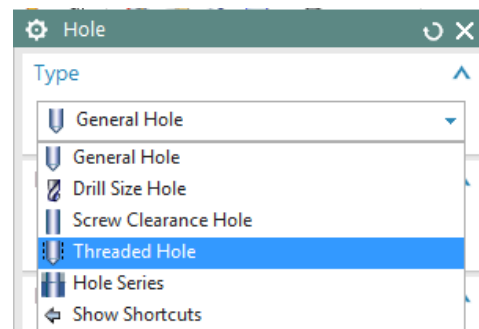 Hole
Type
General Hole
General Hole
Drill Size Hole
Screw Clearance Hole
Threaded Hole
Hole Series
Show Shortcuts